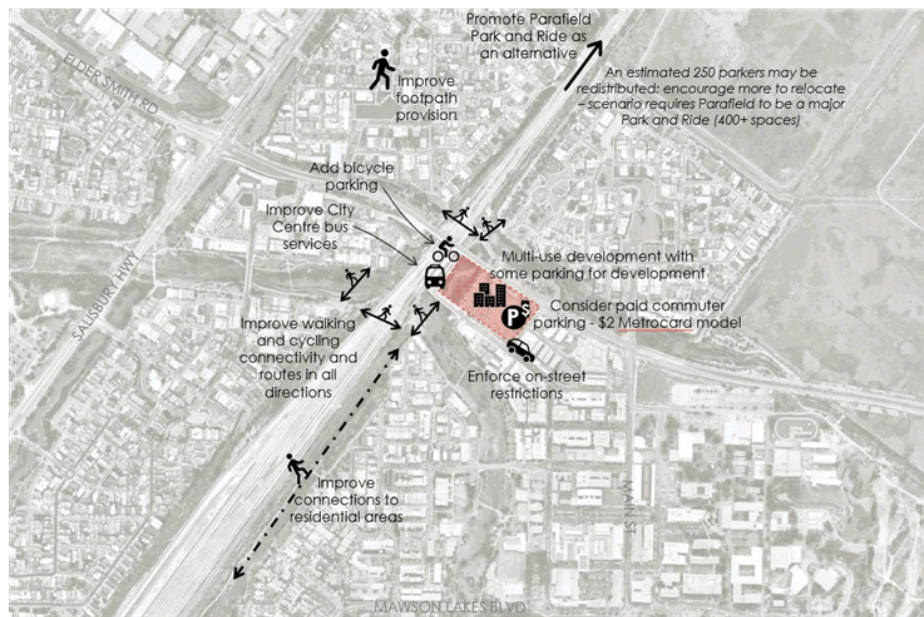 Promote Parafield
Park and Ride as
an alternative
An estimated 250 parkers may be
redistributed: encourage more to relocate
– scenario requires Parafield to be a major
Park and Ride (400+ spaces)
ELDER SMITH RD
Improve
footpath
provision
Add bicycle
parking
Improve City
Centre bus
services
Multi-use development with
some parking for development
P$
Consider paid commuter
parking - $2 Metrocard model
SALISBURY HWY
Improve walking
and cycling
connectivity and
routes in all
directions
Enforce on-street
restrictions
Improve
connections to
residential areas
MAIN ST
MAWSON LAKES BLVD